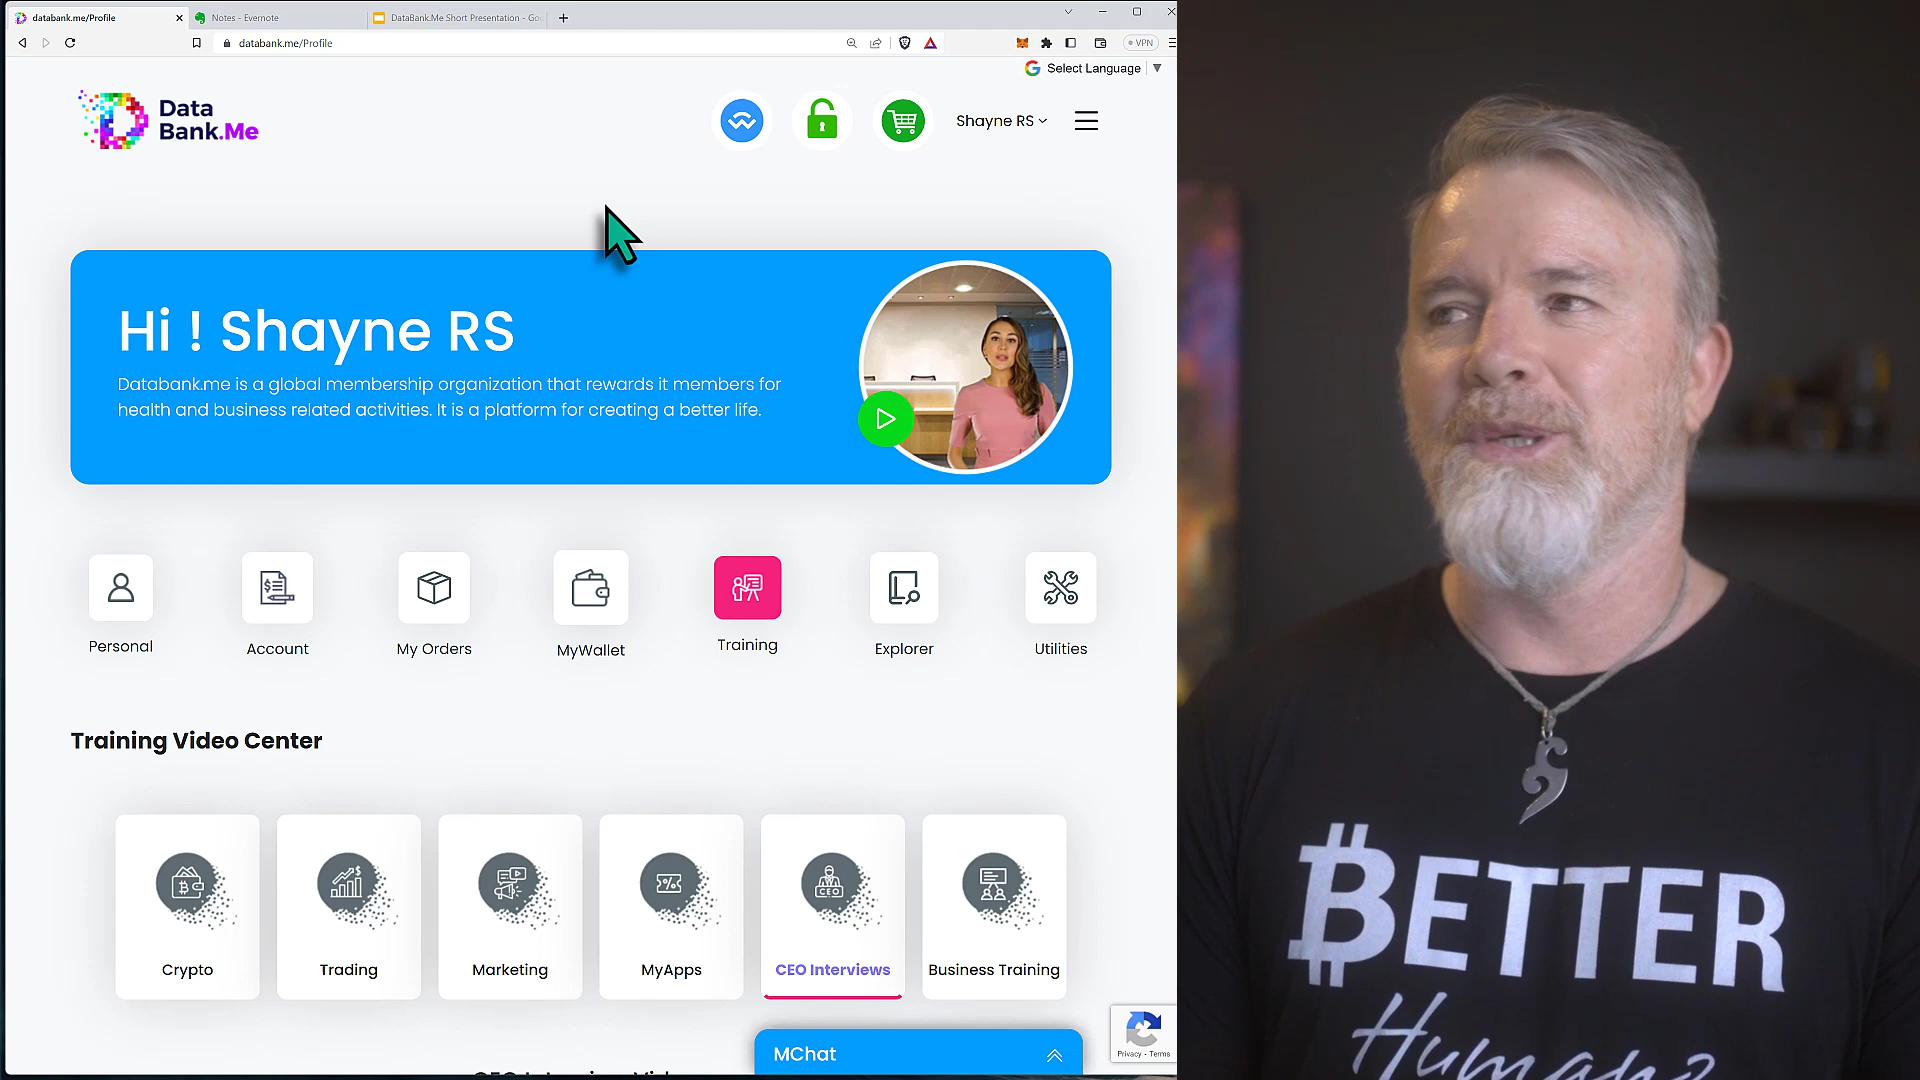 databank.me/Profile
Notes - Evernote
DataBank.Me Short Presentation - Goo
databank.me/Profile
VPN
Select Language
Data
Bank.Me
Shayne RS
Hi ! Shayne RS
Databank.me is a global membership organization that rewards it members for
health and business related activities. It is a platform for creating a better life.
Personal
Account
My Orders
MyWallet
Training
Explorer
Utilities
Training Video Center
Crypto
Trading
Marketing
MyApps
CEO
CEO Interviews
Business Training
MChat
Privacy - Terms
BETTER
Human?